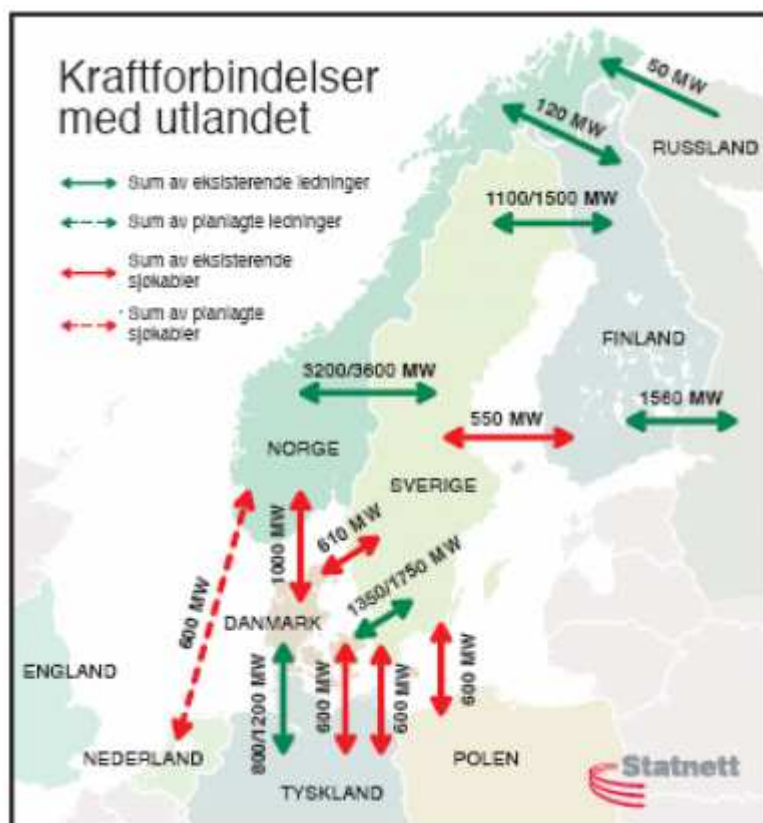 Kraftforbindelser
med utlandet
Sum av eksisterende ledninger
Sum av planlagte ledninger
Sum av eksisterende
sjøkabler
Sum av planlagte
sjøkabler
50 MW
120 MW
RUSSLAND
1100/1500 MW
FINLAND
3200/3600 MW
1560 MW
550 MW
NORGE
SVERIGE
1000 MW
610 MW
1350/1750 MW
600 MW
DANMARK
ENGLAND
800/1200 MW
600 MW
600 MW
600 MW
NEDERLAND
POLEN
TYSKLAND
Statnett